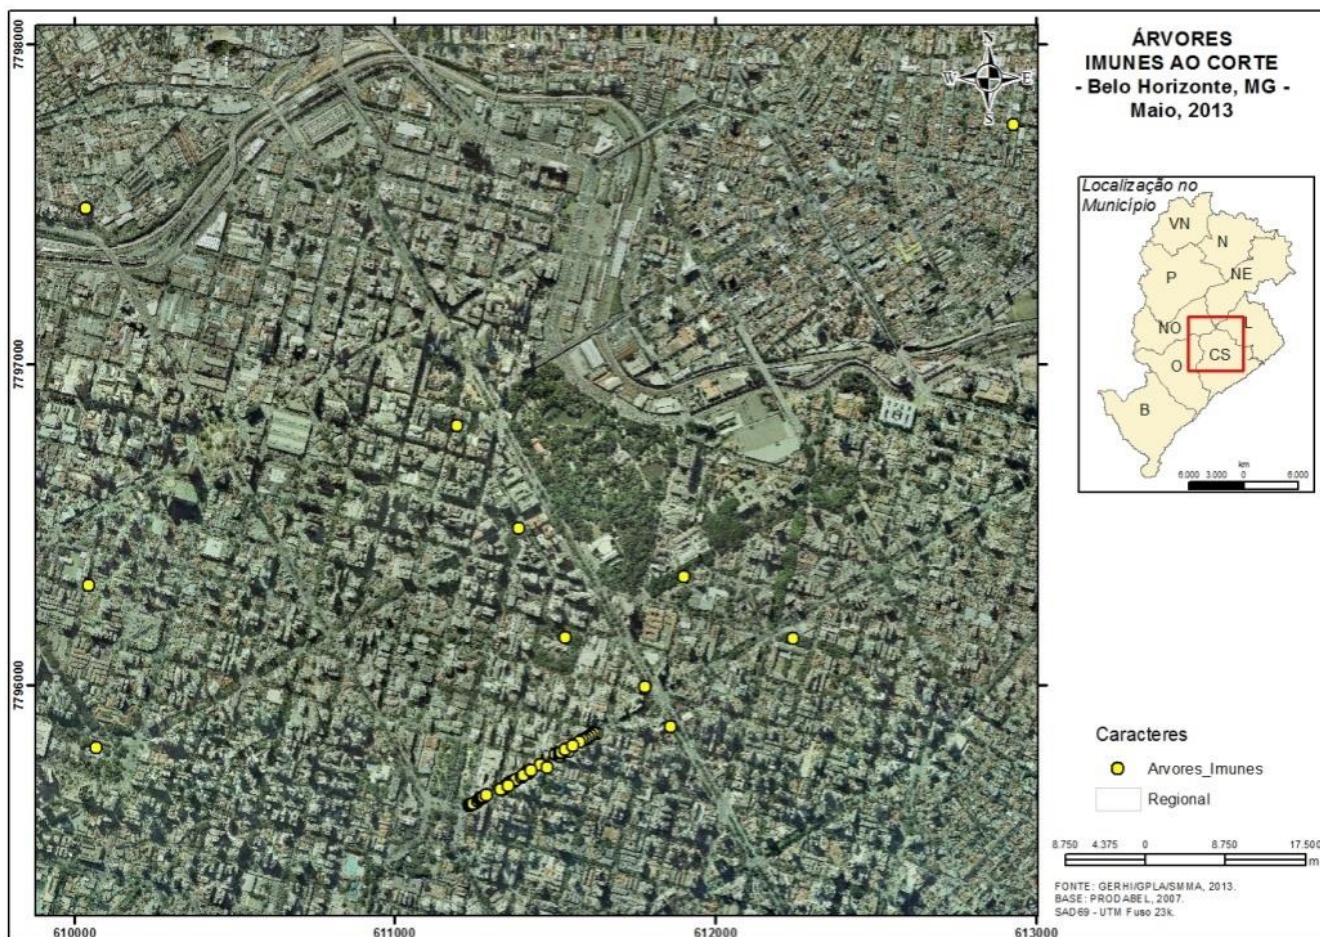 ÁRVORES
IMUNES AO CORTE
- Belo Horizonte, MG -
Maio, 2013
N
W E
S
Localização no
Município
VN
N
NE
P
NO
L
O
CS
B
km
6.000 3.000 0 6.000
Caracteres
Arvores_Imunes
Regional
8.750 4.375 0 8.750 17.500
m
FONTE: GERHI/GPLA/SMMA, 2013.
BASE: PRODABEL, 2007.
SAD69 - UTM Fuso 23k.
7798000
7797000
7796000
610000 611000 612000 613000